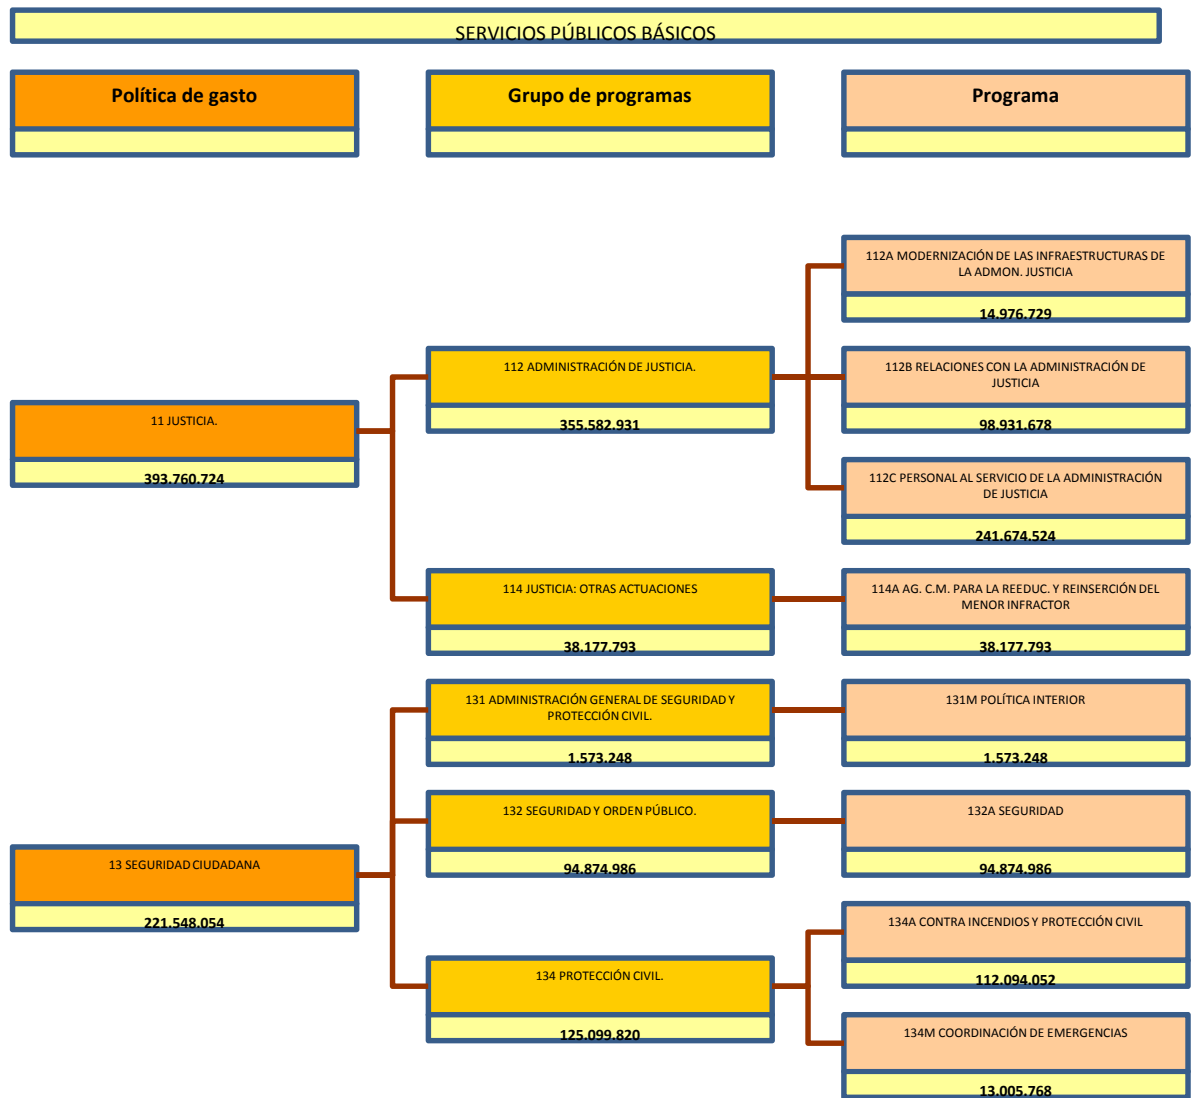 SERVICIOS PÚBLICOS BÁSICOS
Política de gasto
Grupo de programas
Programa
11 JUSTICIA.
393.760.724
112 ADMINISTRACIÓN DE JUSTICIA.
355.582.931
112A MODERNIZACIÓN DE LAS INFRAESTRUCTURAS DE
LA ADMON. JUSTICIA
14.976.729
112B RELACIONES CON LA ADMINISTRACIÓN DE
JUSTICIA
98.931.678
112C PERSONAL AL SERVICIO DE LA ADMINISTRACIÓN
DE JUSTICIA
241.674.524
114 JUSTICIA: OTRAS ACTUACIONES
38.177.793
114A AG. C.M. PARA LA REEDUC. Y REINSERCIÓN DEL
MENOR INFRACTOR
38.177.793
13 SEGURIDAD CIUDADANA
221.548.054
131 ADMINISTRACIÓN GENERAL DE SEGURIDAD Y
PROTECCIÓN CIVIL.
1.573.248
131M POLÍTICA INTERIOR
1.573.248
132 SEGURIDAD Y ORDEN PÚBLICO.
94.874.986
132A SEGURIDAD
94.874.986
134 PROTECCIÓN CIVIL.
125.099.820
134A CONTRA INCENDIOS Y PROTECCIÓN CIVIL
112.094.052
134M COORDINACIÓN DE EMERGENCIAS
13.005.768